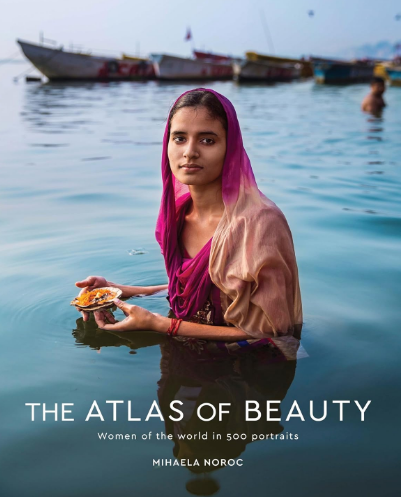 THE ATLAS OF BEAUTY
Women of the world in 500 portraits
MIHAELA NOROC